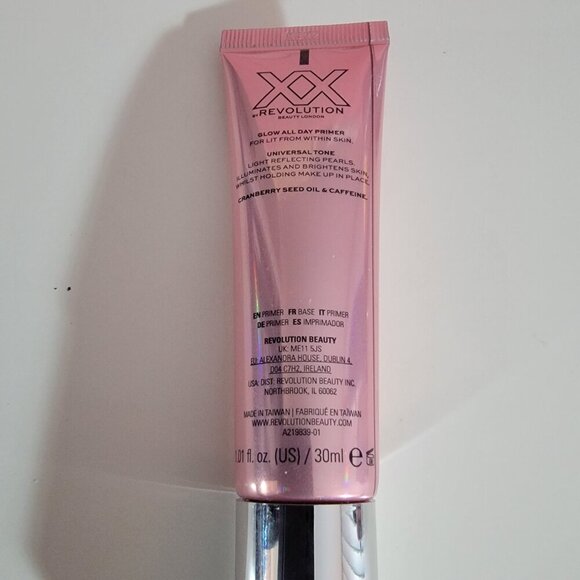 XX
BY REVOLUTION
BEAUTY LONDON
GLOW ALL DAY PRIMER
FOR LIT FROM WITHIN SKIN.
UNIVERSAL TONE
LIGHT REFLECTING PEARLS.
ILLUMINATES AND BRIGHTENS SKIN
WHILST HOLDING MAKE UP IN PLACE.
CRANBERRY SEED OIL & CAFFEINE.
EN PRIMER FR BASE IT PRIMER
DE PRIMER ES IMPRIMADOR
REVOLUTION BEAUTY
UK: ME11 5JS
EU: ALEXANDRA HOUSE, DUBLIN 4,
D04 C7H2, IRELAND
USA: DIST: REVOLUTION BEAUTY INC.
NORTHBROOK, IL 60062
MADE IN TAIWAN | FABRIQUÉ EN TAÏWAN
WWW.REVOLUTIONBEAUTY.COM
A219839-01
1.01 fl. oz. (US) / 30ml e